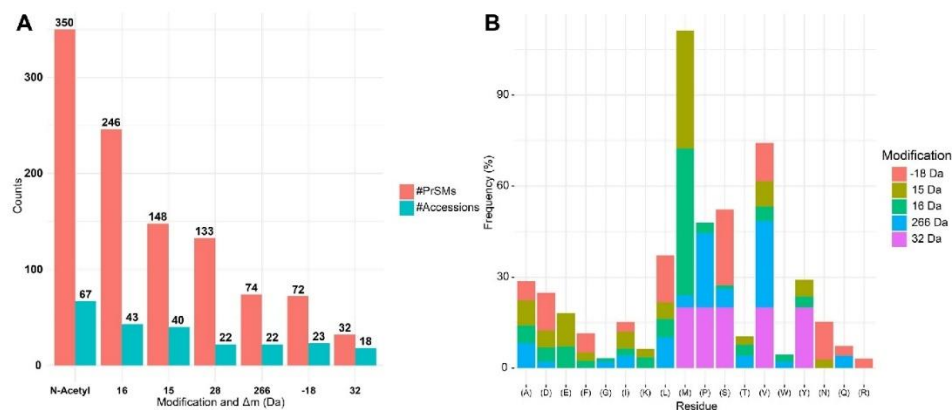 A
350
300
200
100
0
Counts
350
67
246
43
148
40
133
22
74
22
72
23
32
18
N-Acetyl 16 15 28 266 -18 32
Modification and Δm (Da)
#PrSMs
#Accessions
B
90
60
30
0
Frequency (%)
(A) (D) (E) (F) (G) (I) (K) (L) (M) (P) (S) (T) (V) (W) (Y) (N) (Q) (R)
Residue
Modification
-18 Da
15 Da
16 Da
266 Da
32 Da